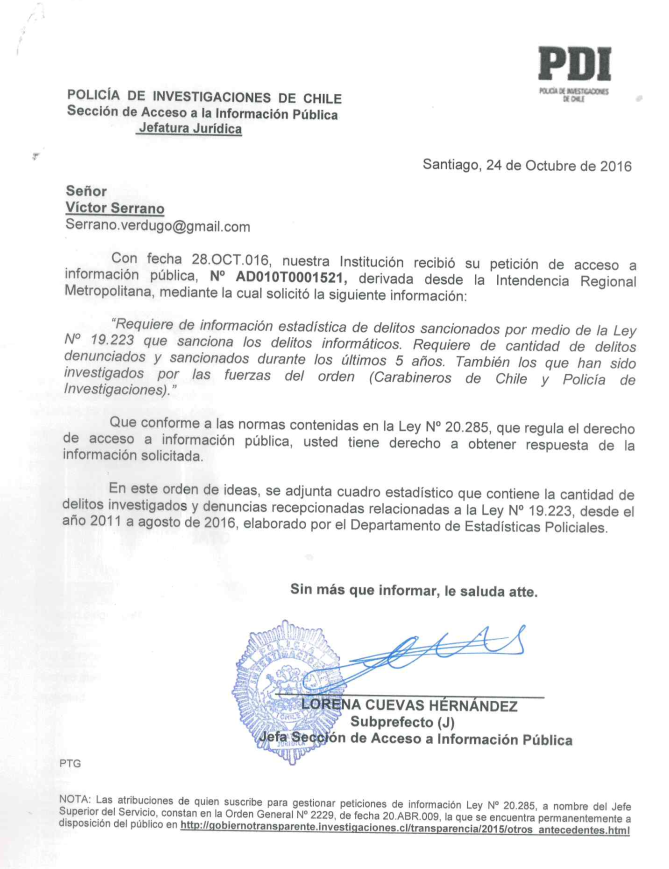 PDI
POLICÍA DE INVESTIGACIONES
DE CHILE
POLICÍA DE INVESTIGACIONES DE CHILE
Sección de Acceso a la Información Pública
Jefatura Jurídica
Santiago, 24 de Octubre de 2016
Señor
Víctor Serrano
Serrano.verdugo@gmail.com
Con fecha 28.OCT.016, nuestra Institución recibió su petición de acceso a
información pública, Nº AD010T0001521, derivada desde la Intendencia Regional
Metropolitana, mediante la cual solicitó la siguiente información:
“Requiere de información estadística de delitos sancionados por medio de la Ley
Nº 19.223 que sanciona los delitos informáticos. Requiere de cantidad de delitos
denunciados y sancionados durante los últimos 5 años. También los que han sido
investigados por las fuerzas del orden (Carabineros de Chile y Policía de
Investigaciones).”
Que conforme a las normas contenidas en la Ley Nº 20.285, que regula el derecho
de acceso a información pública, usted tiene derecho a obtener respuesta de la
información solicitada.
En este orden de ideas, se adjunta cuadro estadístico que contiene la cantidad de
delitos investigados y denuncias recepcionadas relacionadas a la Ley Nº 19.223, desde el
año 2011 a agosto de 2016, elaborado por el Departamento de Estadísticas Policiales.
Sin más que informar, le saluda atte.
LORENA CUEVAS HÉRNÁNDEZ
Subprefecto (J)
Jefa Sección de Acceso a Información Pública
PTG
NOTA: Las atribuciones de quien suscribe para gestionar peticiones de información Ley Nº 20.285, a nombre del Jefe
Superior del Servicio, constan en la Orden General Nº 2229, de fecha 20.ABR.009, la que se encuentra permanentemente a
disposición del público en http://gobiernotransparente.investigaciones.cl/transparencia/2015/otros_antecedentes.html